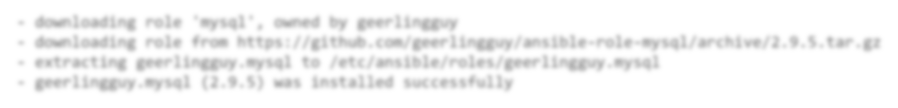 - downloading role 'mysql', owned by geerlingguy
- downloading role from https://github.com/geerlingguy/ansible-role-mysql/archive/2.9.5.tar.gz
- extracting geerlingguy.mysql to /etc/ansible/roles/geerlingguy.mysql
- geerlingguy.mysql (2.9.5) was installed successfully